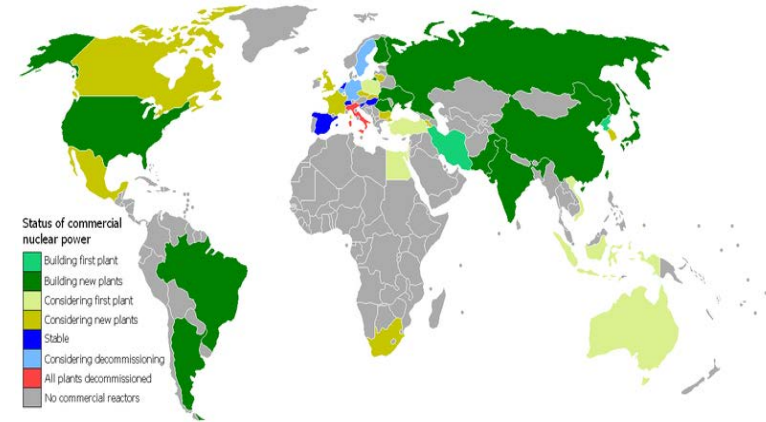 Status of commercial
nuclear power
Building first plant
Building new plants
Considering first plant
Considering new plants
Stable
Considering decommissioning
All plants decommissioned
No commercial reactors